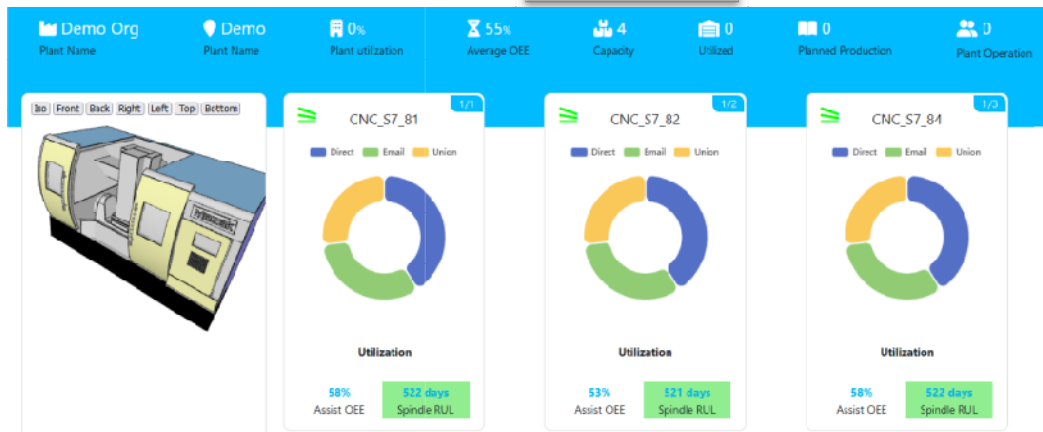 Demo Org
Plant Name
Demo
Plant Name
0%
Plant utilization
55%
Average OEE
4
Capacity
0
Utilized
0
Planned Production
0
Plant Operation
Iso Front Back Right Left Top Bottom
1/1
CNC_S7_81
Direct Email Union
Utilization
58%
Assist OEE
522 days
Spindle RUL
1/2
CNC_S7_82
Direct Email Union
Utilization
53%
Assist OEE
521 days
Spindle RUL
1/3
CNC_S7_84
Direct Email Union
Utilization
58%
Assist OEE
522 days
Spindle RUL